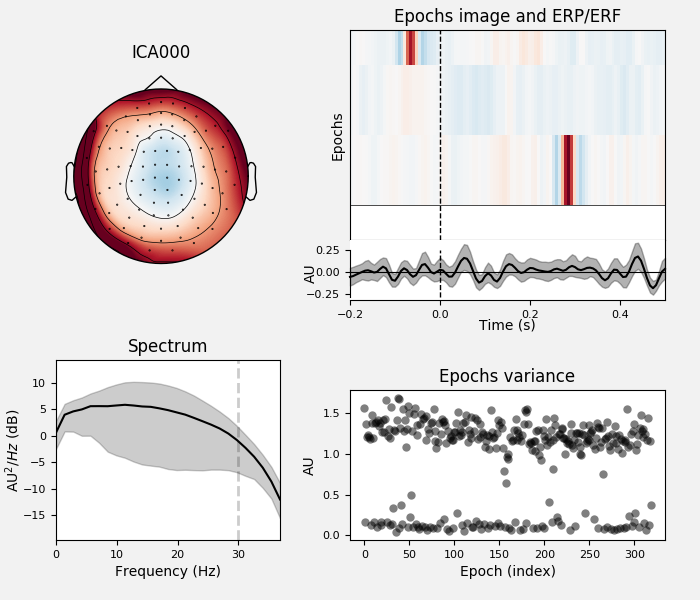 ICA000
Epochs image and ERP/ERF
Epochs
0.25
0.00
−0.25
AU
−0.2
0.0
0.2
0.4
Time (s)
Spectrum
10
5
0
−5
−10
−15
AU²/Hz (dB)
0
10
20
30
Frequency (Hz)
Epochs variance
1.5
1.0
0.5
0.0
AU
0
50
100
150
200
250
300
Epoch (index)